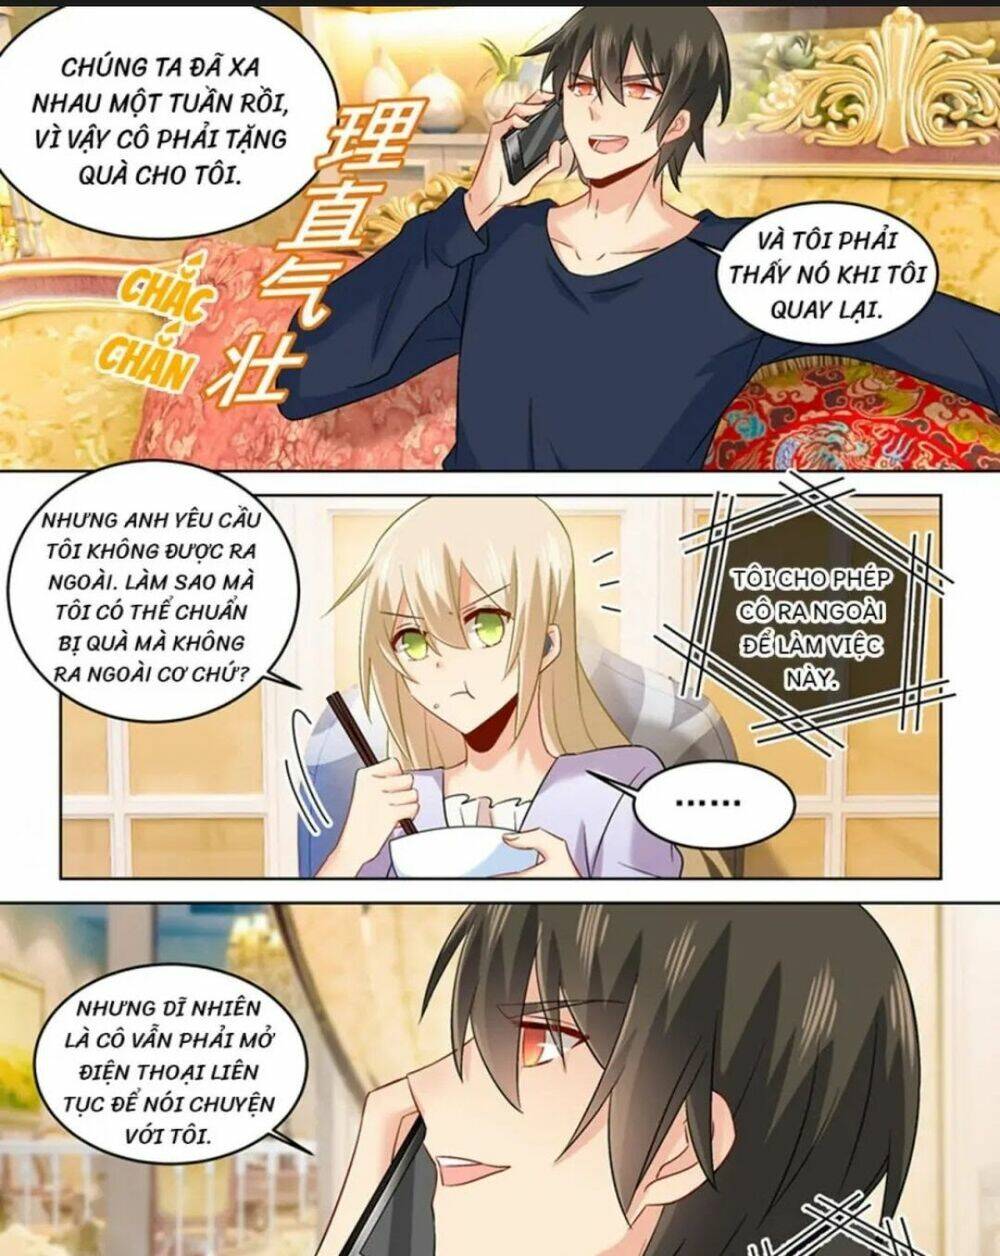 CHÚNG TA ĐÃ XA
NHAU MỘT TUẦN RỒI,
VÌ VẬY CÔ PHẢI TẶNG
QUÀ CHO TÔI.
理直气壮
CHẮC
CHẮN
VÀ TÔI PHẢI
THẤY NÓ KHI TÔI
QUAY LẠI.
NHƯNG ANH YÊU CẦU
TÔI KHÔNG ĐƯỢC RA
NGOÀI. LÀM SAO MÀ
TÔI CÓ THỂ CHUẨN
BỊ QUÀ MÀ KHÔNG
RA NGOÀI CƠ CHỨ?
TÔI CHO PHÉP
CÔ RA NGOÀI
ĐỂ LÀM VIỆC
NÀY.
.......
NHƯNG DĨ NHIÊN
LÀ CÔ VẪN PHẢI MỞ
ĐIỆN THOẠI LIÊN
TỤC ĐỂ NÓI CHUYỆN
VỚI TÔI.